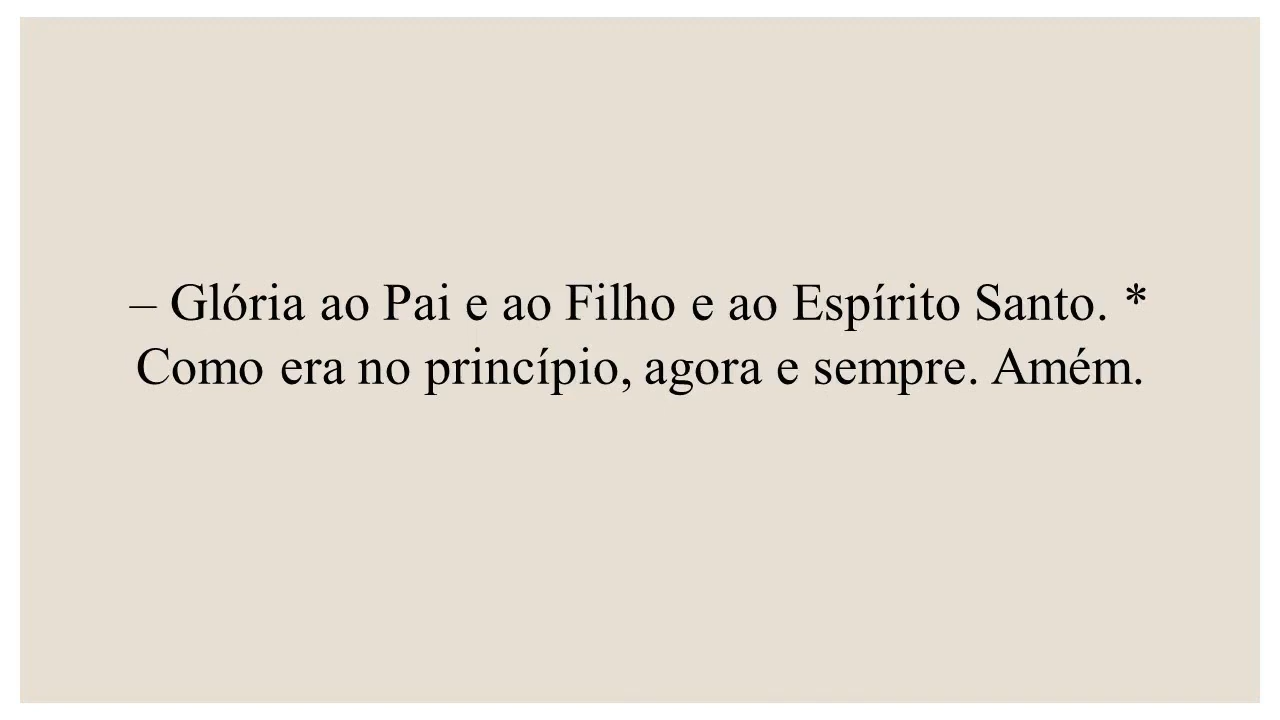 – Glória ao Pai e ao Filho e ao Espírito Santo. *
Como era no princípio, agora e sempre. Amém.